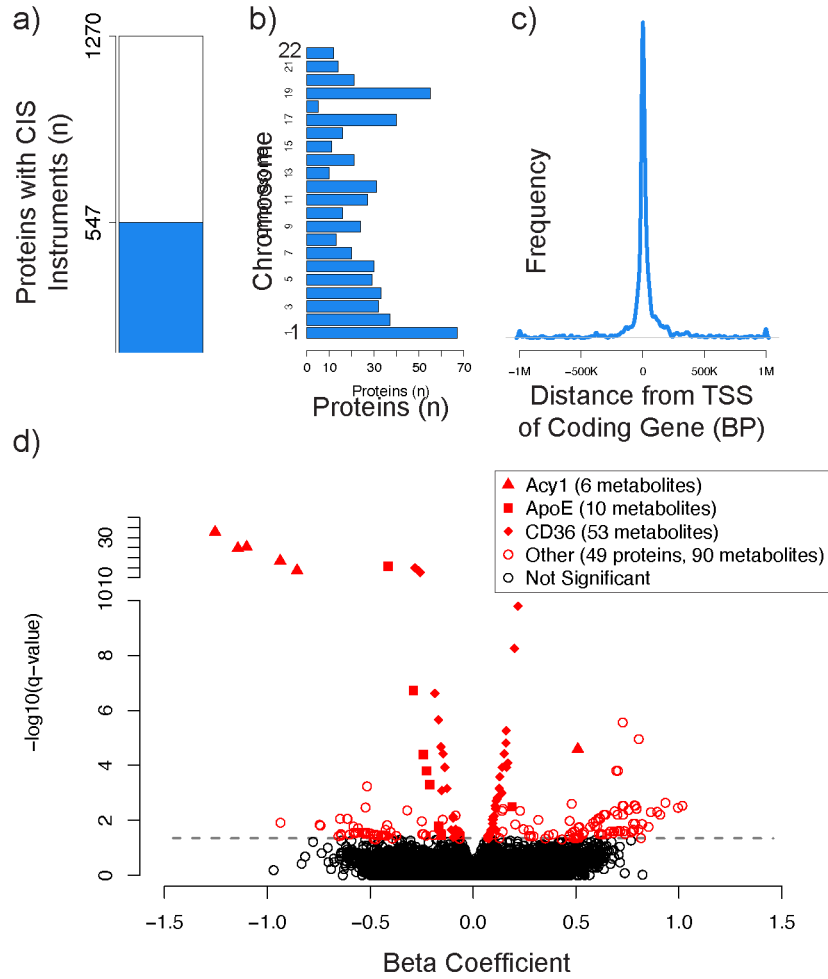 a)
b)
c)
1270
547
Proteins with CIS
Instruments (n)
22
21
19
17
15
13
11
9
7
5
3
1
1
Chromosome
0
10
30
50
70
Proteins (n)
Proteins (n)
Frequency
−1M
−500K
0
500K
1M
Distance from TSS
of Coding Gene (BP)
d)
Acy1 (6 metabolites)
ApoE (10 metabolites)
CD36 (53 metabolites)
Other (49 proteins, 90 metabolites)
Not Significant
30
10
10
8
6
4
2
0
−log10(q−value)
−1.5
−1.0
−0.5
0.0
0.5
1.0
1.5
Beta Coefficient